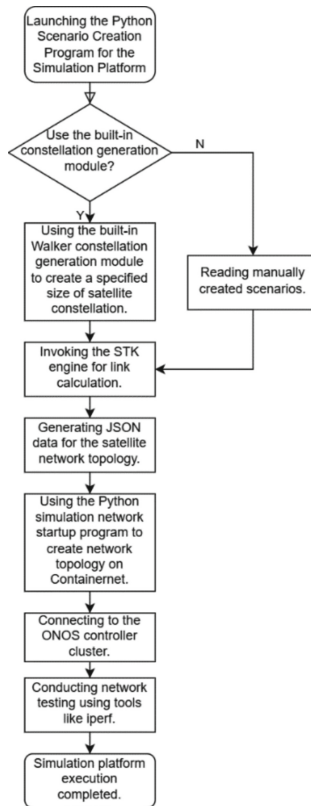 Launching the Python
Scenario Creation
Program for the
Simulation Platform
Use the built-in
constellation generation
module?
N
Y
Using the built-in
Walker constellation
generation module
to create a specified
size of satellite
constellation.
Reading manually
created scenarios.
Invoking the STK
engine for link
calculation.
Generating JSON
data for the satellite
network topology.
Using the Python
simulation network
startup program to
create network
topology on
Containernet.
Connecting to the
ONOS controller
cluster.
Conducting network
testing using tools
like iperf.
Simulation platform
execution
completed.